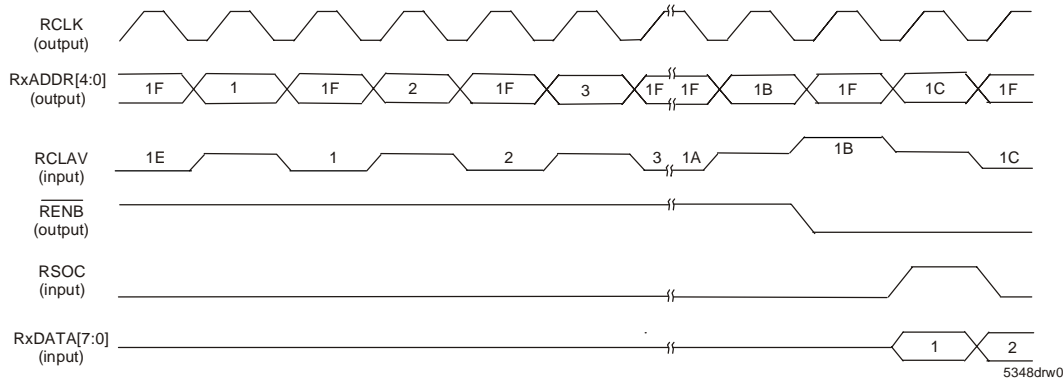 RCLK
(output)
RxADDR[4:0]
(output)
1F 1 1F 2 1F 3 1F 1F 1B 1F 1C 1F
RCLAV
(input)
1E 1 2 3 1A 1B 1C
RENB
(output)
RSOC
(input)
RxDATA[7:0]
(input)
1 2
5348drw0